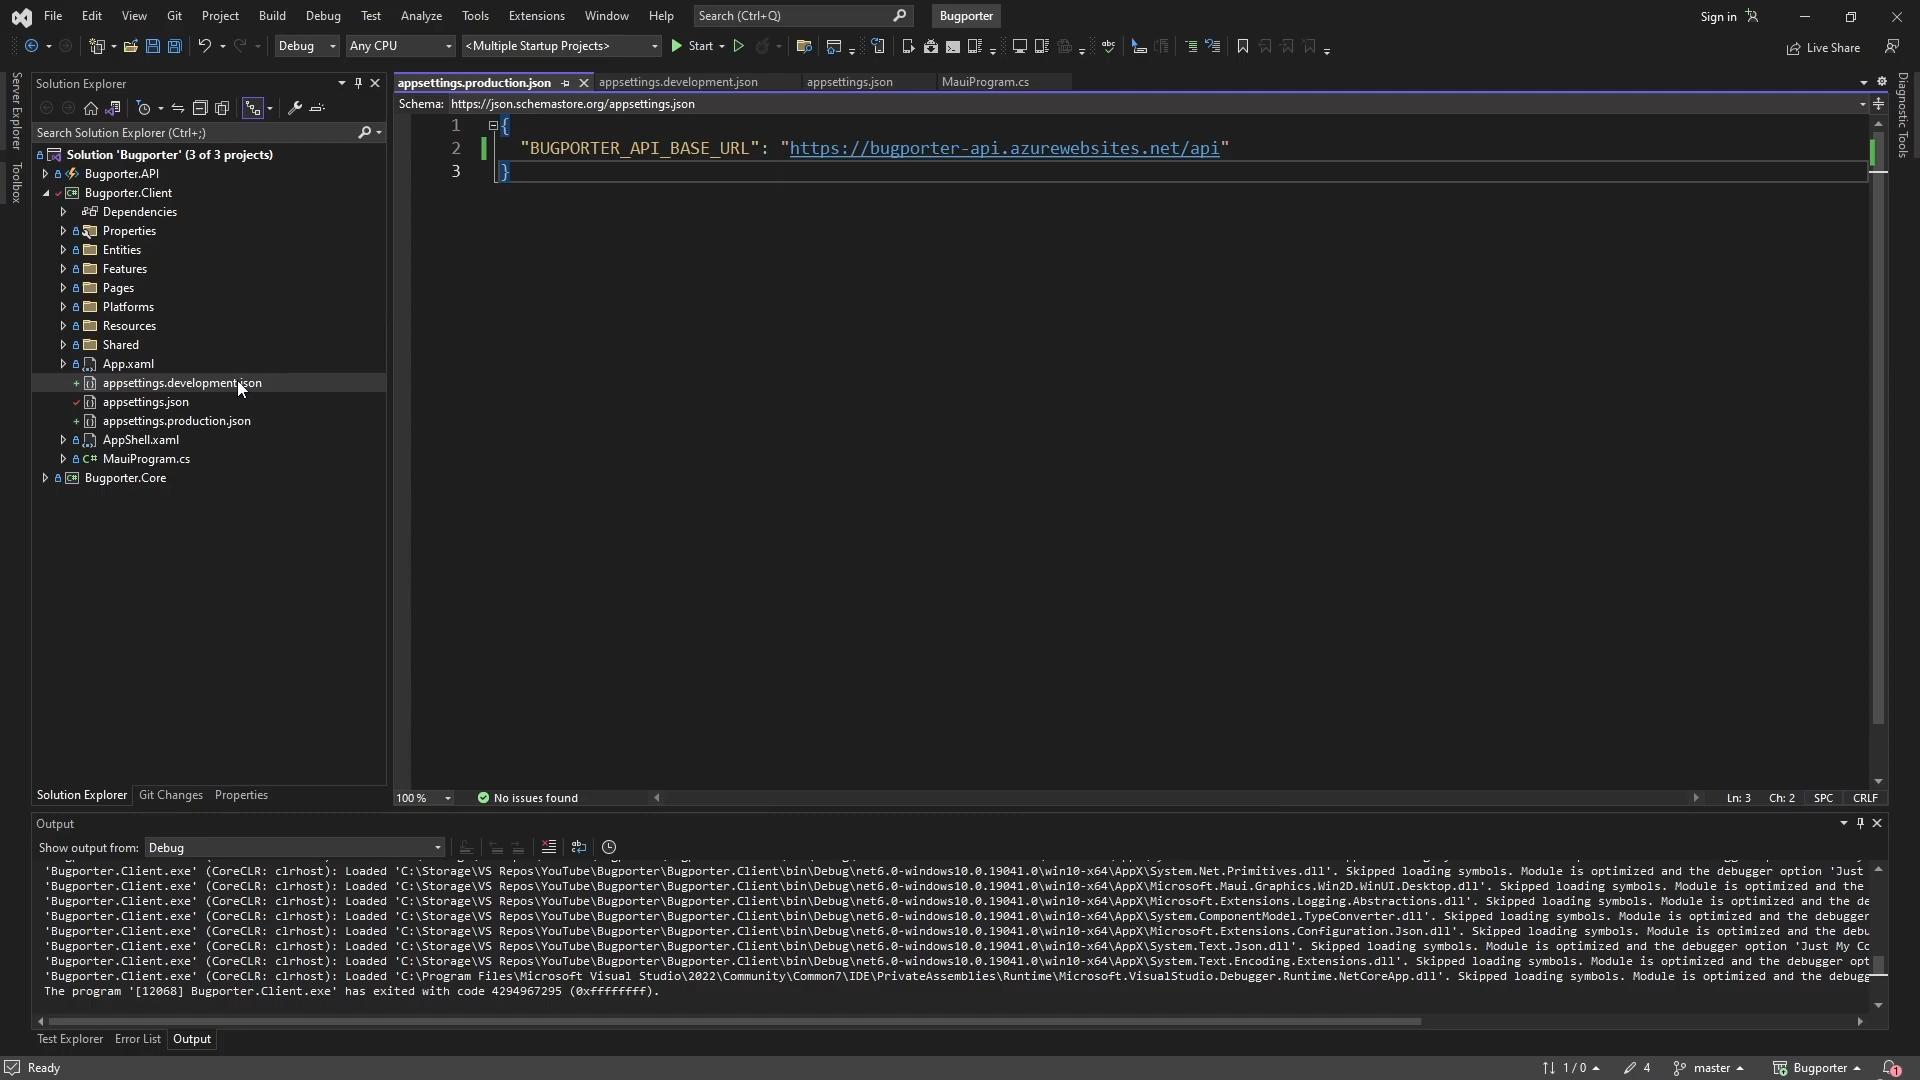 File Edit View Git Project Build Debug Test Analyze Tools Extensions Window Help Search (Ctrl+Q) Bugporter Sign in
Debug Any CPU <Multiple Startup Projects> Start Live Share
Server Explorer
Toolbox
Solution Explorer
Search Solution Explorer (Ctrl+;)
Solution 'Bugporter' (3 of 3 projects)
Bugporter.API
Bugporter.Client
Dependencies
Properties
Entities
Features
Pages
Platforms
Resources
Shared
App.xaml
appsettings.development.json
appsettings.json
appsettings.production.json
AppShell.xaml
MauiProgram.cs
Bugporter.Core
Solution Explorer Git Changes Properties
appsettings.production.json appsettings.development.json appsettings.json MauiProgram.cs
Schema: https://json.schemastore.org/appsettings.json
1 {
2 "BUGPORTER_API_BASE_URL": "https://bugporter-api.azurewebsites.net/api"
3 }
100 % No issues found Ln: 3 Ch: 2 SPC CRLF
Diagnostic Tools
Output
Show output from: Debug
'Bugporter.Client.exe' (CoreCLR: clrhost): Loaded 'C:\Storage\VS Repos\YouTube\Bugporter\Bugporter.Client\bin\Debug\net6.0-windows10.0.19041.0\win10-x64\AppX\System.Net.Primitives.dll'. Skipped loading symbols. Module is optimized and the debugger option 'Just
'Bugporter.Client.exe' (CoreCLR: clrhost): Loaded 'C:\Storage\VS Repos\YouTube\Bugporter\Bugporter.Client\bin\Debug\net6.0-windows10.0.19041.0\win10-x64\AppX\Microsoft.Maui.Graphics.Win2D.WinUI.Desktop.dll'. Skipped loading symbols. Module is optimized and the
'Bugporter.Client.exe' (CoreCLR: clrhost): Loaded 'C:\Storage\VS Repos\YouTube\Bugporter\Bugporter.Client\bin\Debug\net6.0-windows10.0.19041.0\win10-x64\AppX\Microsoft.Extensions.Logging.Abstractions.dll'. Skipped loading symbols. Module is optimized and the de
'Bugporter.Client.exe' (CoreCLR: clrhost): Loaded 'C:\Storage\VS Repos\YouTube\Bugporter\Bugporter.Client\bin\Debug\net6.0-windows10.0.19041.0\win10-x64\AppX\System.ComponentModel.TypeConverter.dll'. Skipped loading symbols. Module is optimized and the debugger
'Bugporter.Client.exe' (CoreCLR: clrhost): Loaded 'C:\Storage\VS Repos\YouTube\Bugporter\Bugporter.Client\bin\Debug\net6.0-windows10.0.19041.0\win10-x64\AppX\Microsoft.Extensions.Configuration.Json.dll'. Skipped loading symbols. Module is optimized and the debu
'Bugporter.Client.exe' (CoreCLR: clrhost): Loaded 'C:\Storage\VS Repos\YouTube\Bugporter\Bugporter.Client\bin\Debug\net6.0-windows10.0.19041.0\win10-x64\AppX\System.Text.Json.dll'. Skipped loading symbols. Module is optimized and the debugger option 'Just My Co
'Bugporter.Client.exe' (CoreCLR: clrhost): Loaded 'C:\Storage\VS Repos\YouTube\Bugporter\Bugporter.Client\bin\Debug\net6.0-windows10.0.19041.0\win10-x64\AppX\System.Text.Encoding.Extensions.dll'. Skipped loading symbols. Module is optimized and the debugger opt
'Bugporter.Client.exe' (CoreCLR: clrhost): Loaded 'C:\Program Files\Microsoft Visual Studio\2022\Community\Common7\IDE\PrivateAssemblies\Runtime\Microsoft.VisualStudio.Debugger.Runtime.NetCoreApp.dll'. Skipped loading symbols. Module is optimized and the debugg
The program '[12068] Bugporter.Client.exe' has exited with code 4294967295 (0xffffffff).
Test Explorer Error List Output
Ready 1 / 0 4 master Bugporter 1